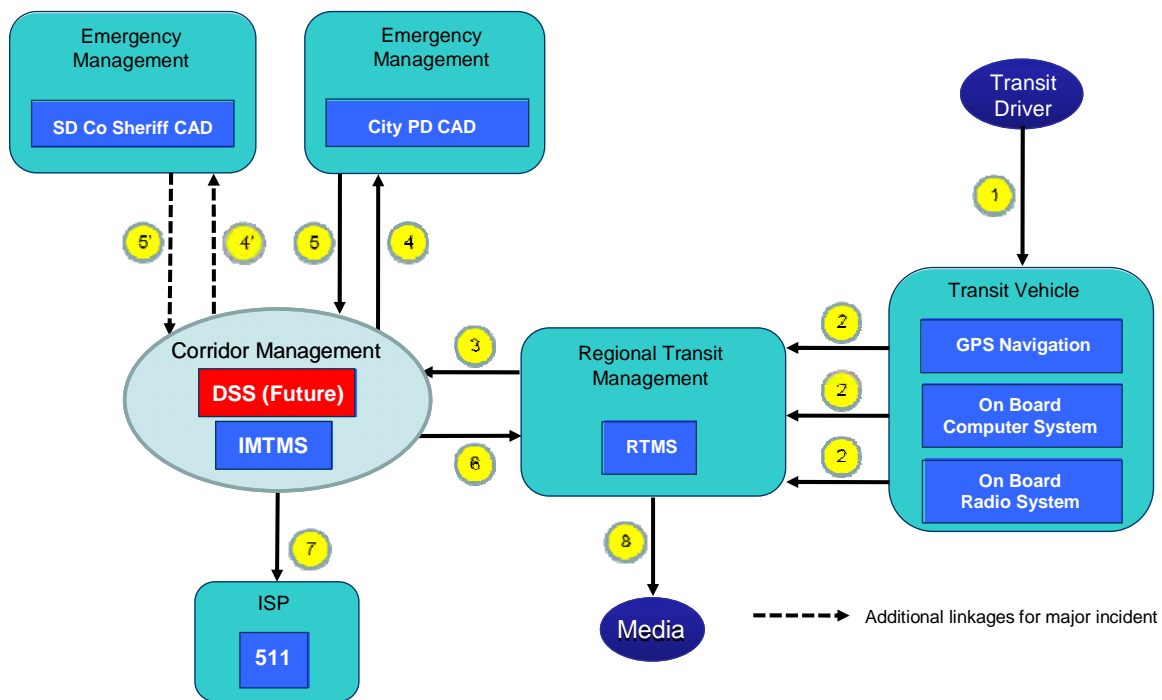 Emergency
Management
SD Co Sheriff CAD
Emergency
Management
City PD CAD
Transit
Driver
1
5'
4'
5
4
Transit Vehicle
GPS Navigation
On Board
Computer System
On Board
Radio System
2
2
2
Regional Transit
Management
RTMS
3
6
Corridor Management
DSS (Future)
IMTMS
7
8
ISP
511
Media
Additional linkages for major incident